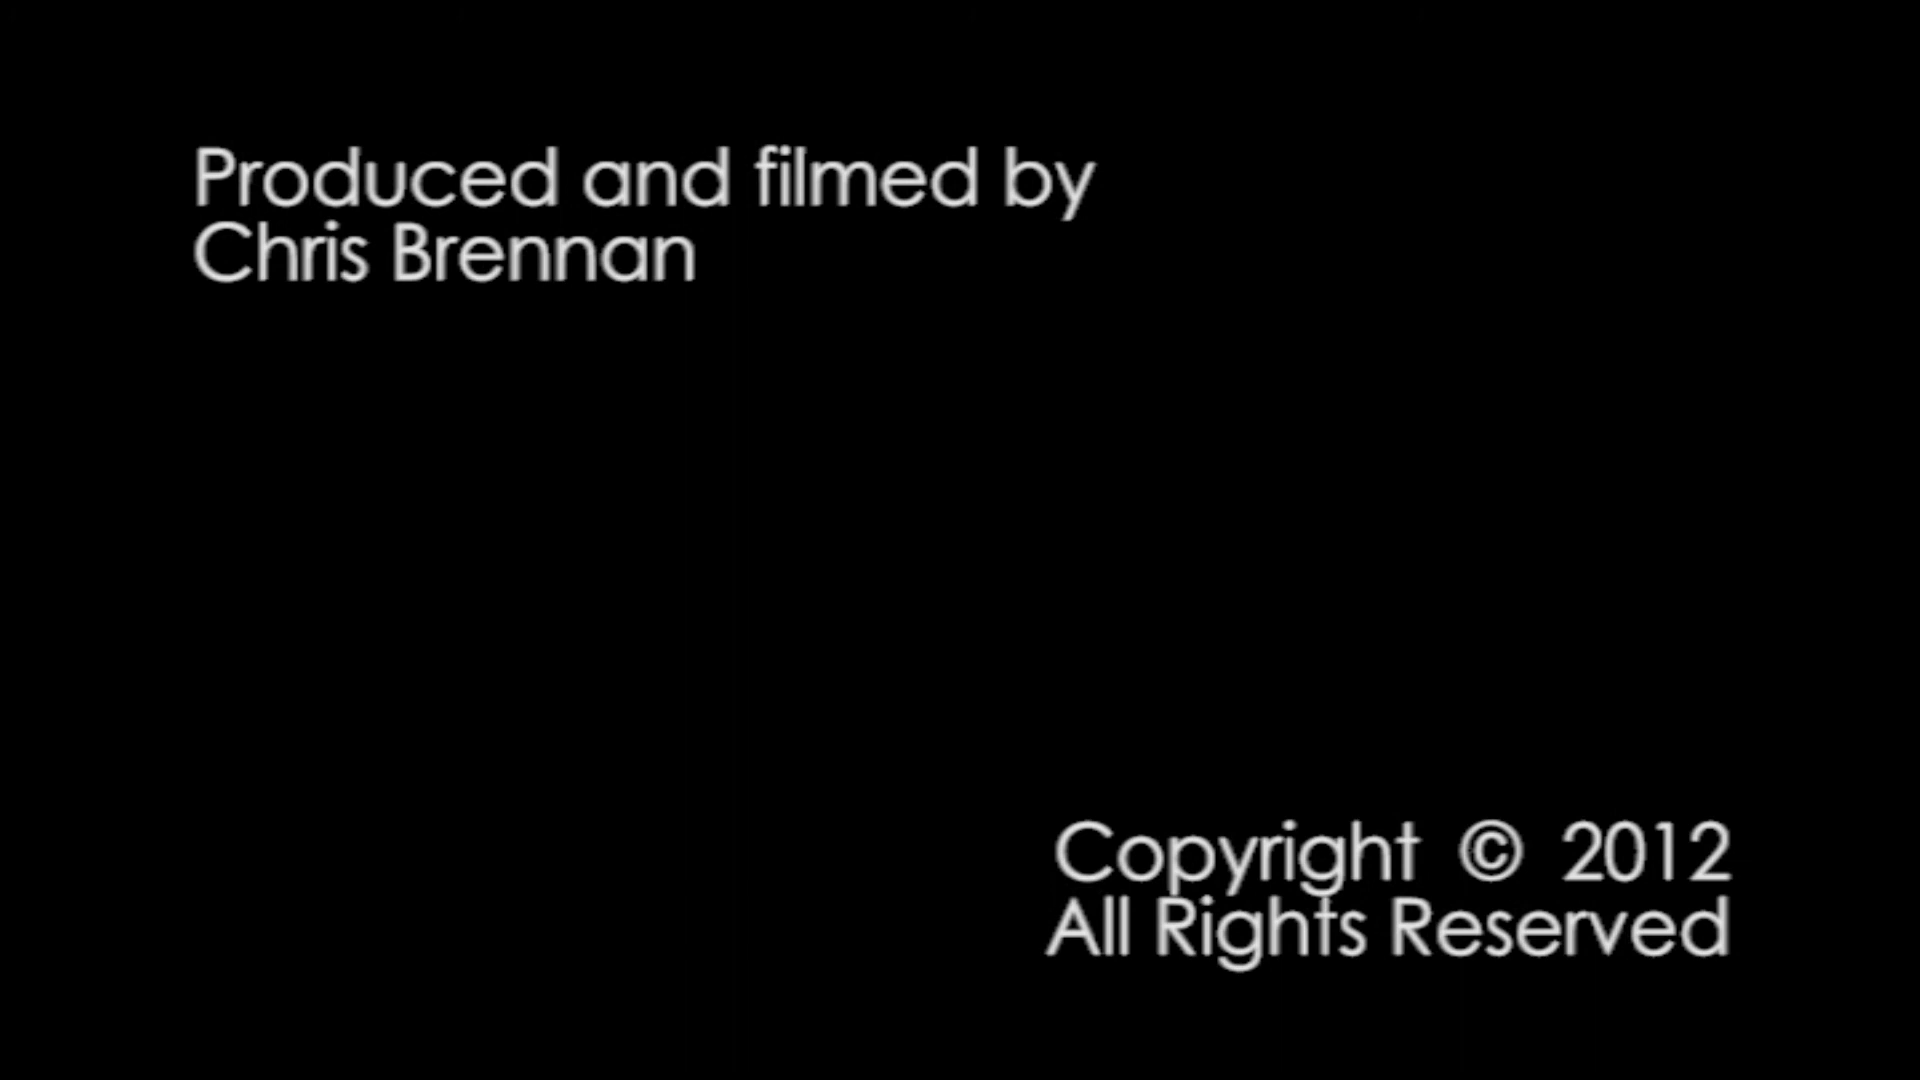 Produced and filmed by
Chris Brennan
Copyright © 2012
All Rights Reserved